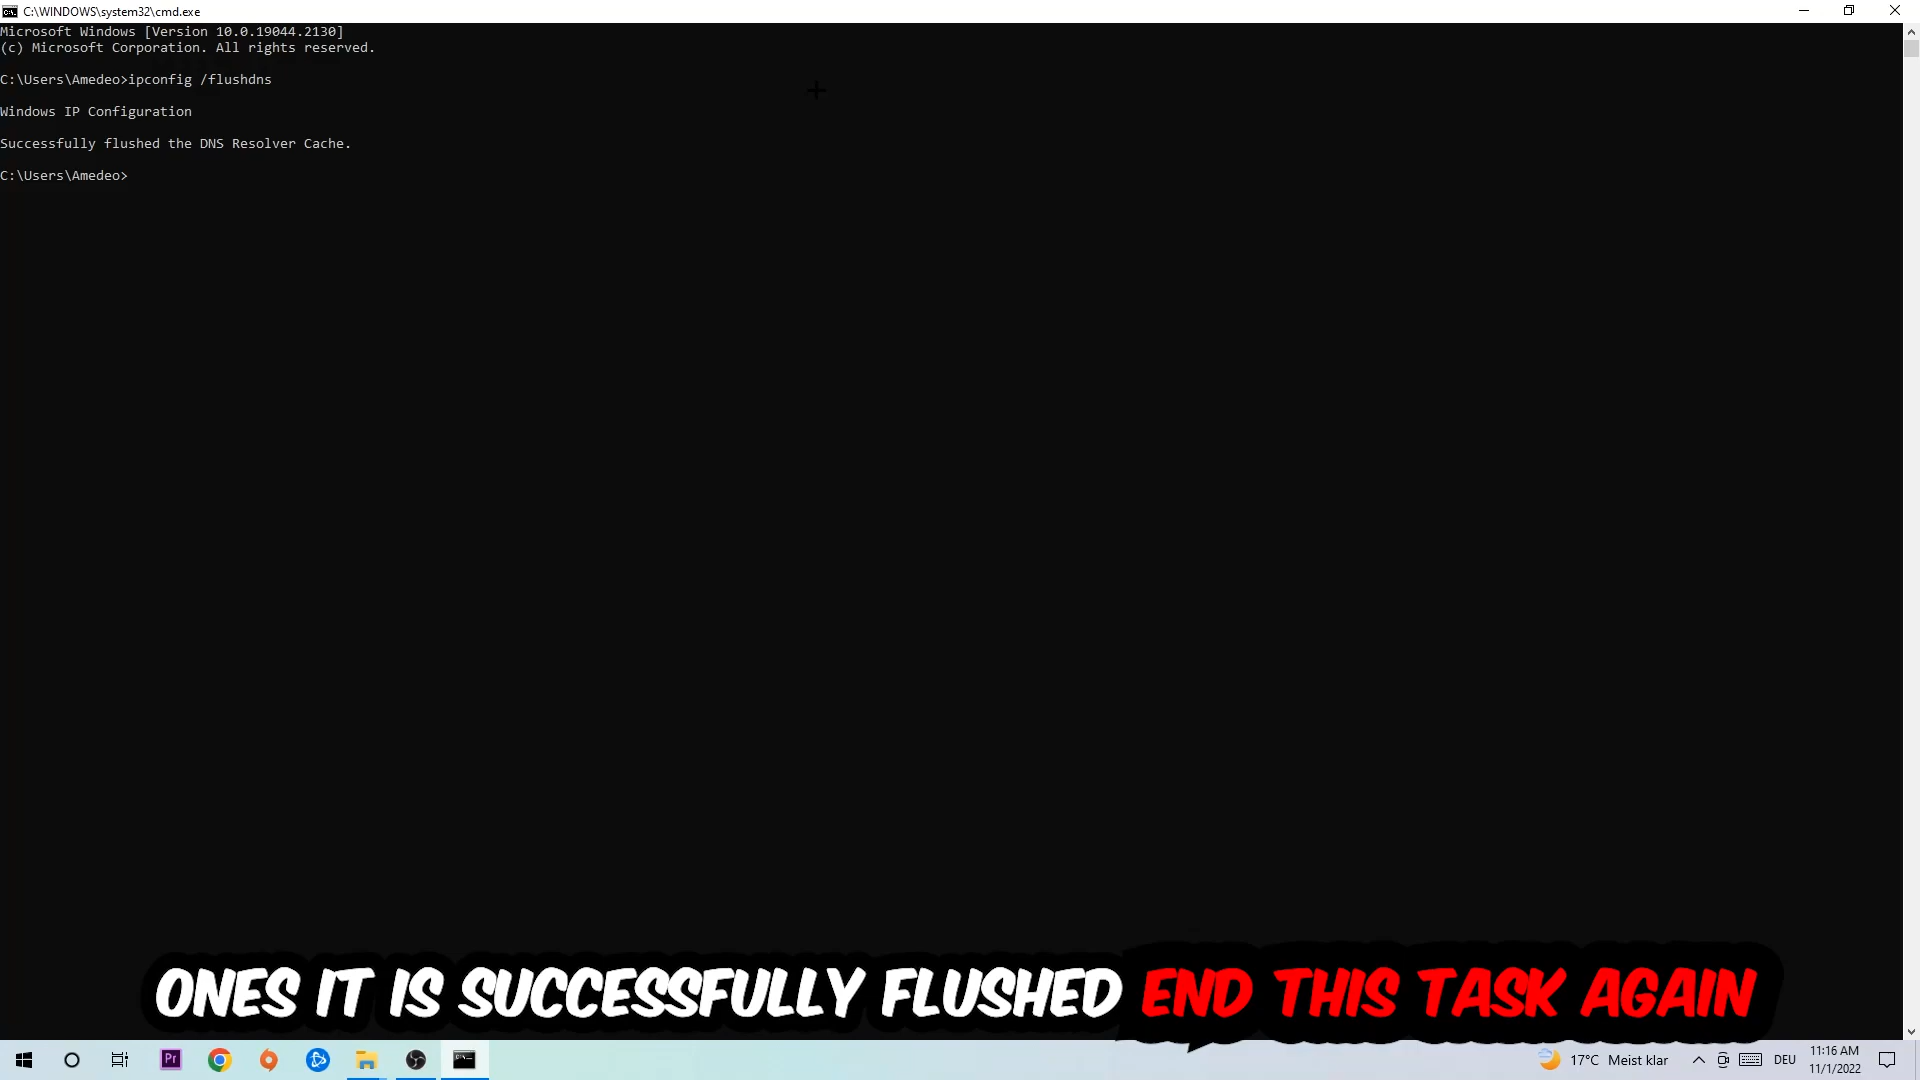 C:\WINDOWS\system32\cmd.exe
Microsoft Windows [Version 10.0.19044.2130]
(c) Microsoft Corporation. All rights reserved.
C:\Users\Amedeo>ipconfig /flushdns
Windows IP Configuration
Successfully flushed the DNS Resolver Cache.
C:\Users\Amedeo>
ONES IT IS SUCCESSFULLY FLUSHED END THIS TASK AGAIN
Pr
17°C Meist klar
DEU
11:16 AM
11/1/2022